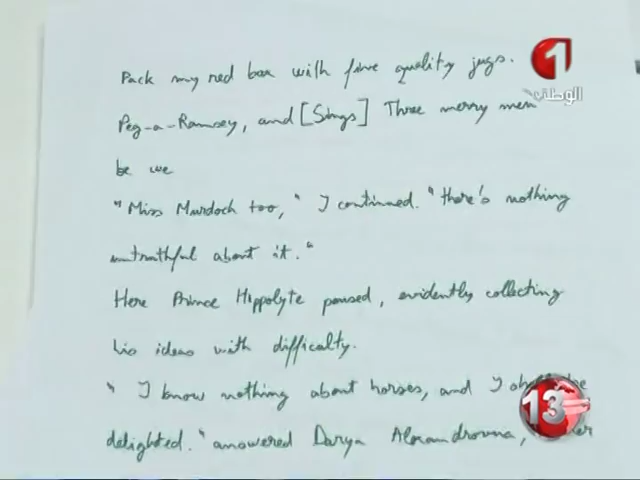 Pack my red box with five quality jugs.
Peg-a-Ramsey, and [Sings] Three merry men
be we
"Miss Murdoch too," I continued. "there's nothing
untruthful about it."
Here Prince Hippolyte paused, evidently collecting
his ideas with difficulty.
"I know nothing about horses, and I shall be
delighted." answered Darya Alexandrovna,
1
الوطنية
13